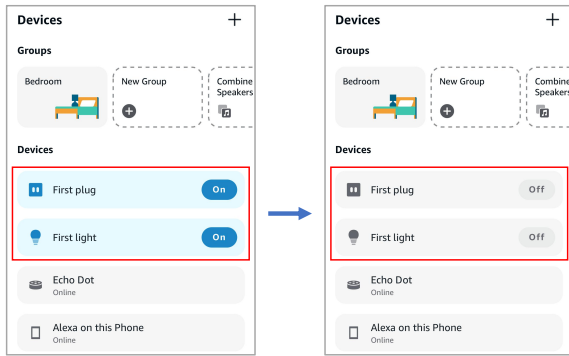 Devices
Groups
Bedroom
New Group
Combine
Speakers
Devices
First plug
On
First light
On
Echo Dot
Online
Alexa on this Phone
Online
Devices
Groups
Bedroom
New Group
Combine
Speakers
Devices
First plug
Off
First light
Off
Echo Dot
Online
Alexa on this Phone
Online